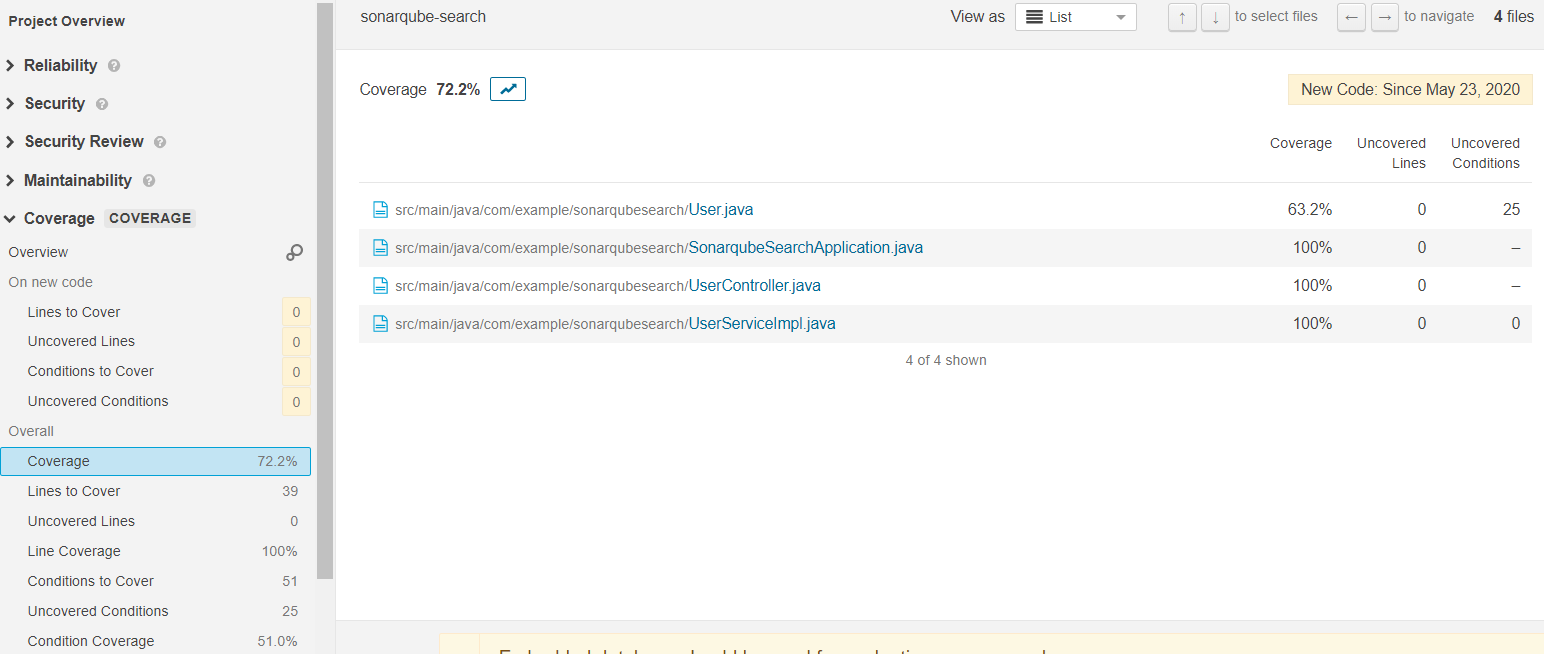 Project Overview
Reliability
Security
Security Review
Maintainability
Coverage COVERAGE
Overview
On new code
Lines to Cover 0
Uncovered Lines 0
Conditions to Cover 0
Uncovered Conditions 0
Overall
Coverage 72.2%
Lines to Cover 39
Uncovered Lines 0
Line Coverage 100%
Conditions to Cover 51
Uncovered Conditions 25
Condition Coverage 51.0%
sonarqube-search
View as List ↑ ↓ to select files ← → to navigate 4 files
Coverage 72.2% New Code: Since May 23, 2020
Coverage Uncovered Lines Uncovered Conditions
src/main/java/com/example/sonarqubesearch/User.java 63.2% 0 25
src/main/java/com/example/sonarqubesearch/SonarqubeSearchApplication.java 100% 0 –
src/main/java/com/example/sonarqubesearch/UserController.java 100% 0 –
src/main/java/com/example/sonarqubesearch/UserServiceImpl.java 100% 0 0
4 of 4 shown